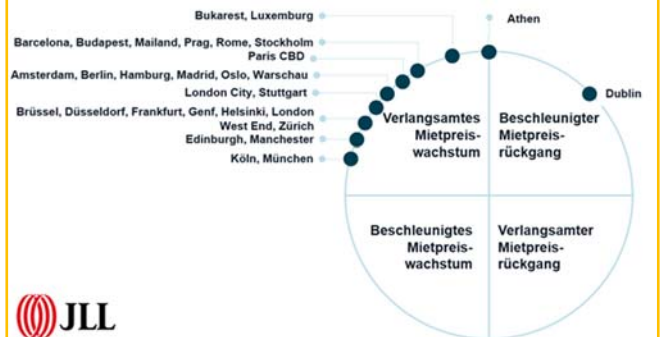 Bukarest, Luxemburg
Athen
Barcelona, Budapest, Mailand, Prag, Rome, Stockholm
Paris CBD
Amsterdam, Berlin, Hamburg, Madrid, Oslo, Warschau
London City, Stuttgart
Dublin
Brüssel, Düsseldorf, Frankfurt, Genf, Helsinki, London
West End, Zürich
Edinburgh, Manchester
Köln, München
Verlangsamtes
Mietpreis-
wachstum
Beschleunigter
Mietpreis-
rückgang
Beschleunigtes
Mietpreis-
wachstum
Verlangsamter
Mietpreis-
rückgang
JLL